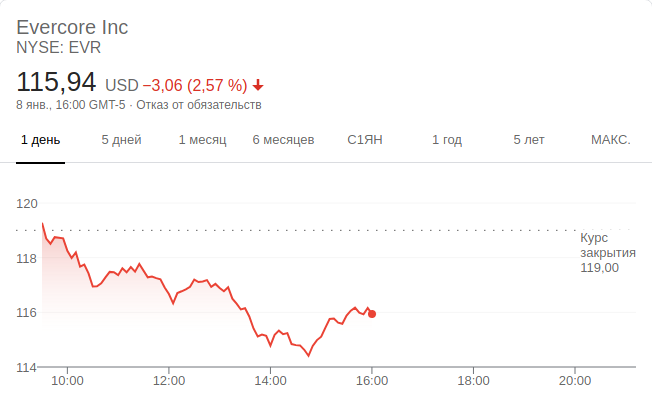 Evercore Inc
NYSE: EVR
115,94 USD −3,06 (2,57 %)
8 янв., 16:00 GMT-5 · Отказ от обязательств
1 день 5 дней 1 месяц 6 месяцев С1ЯН 1 год 5 лет МАКС.
120
Курс
закрытия
119,00
118
116
114
10:00 12:00 14:00 16:00 18:00 20:00